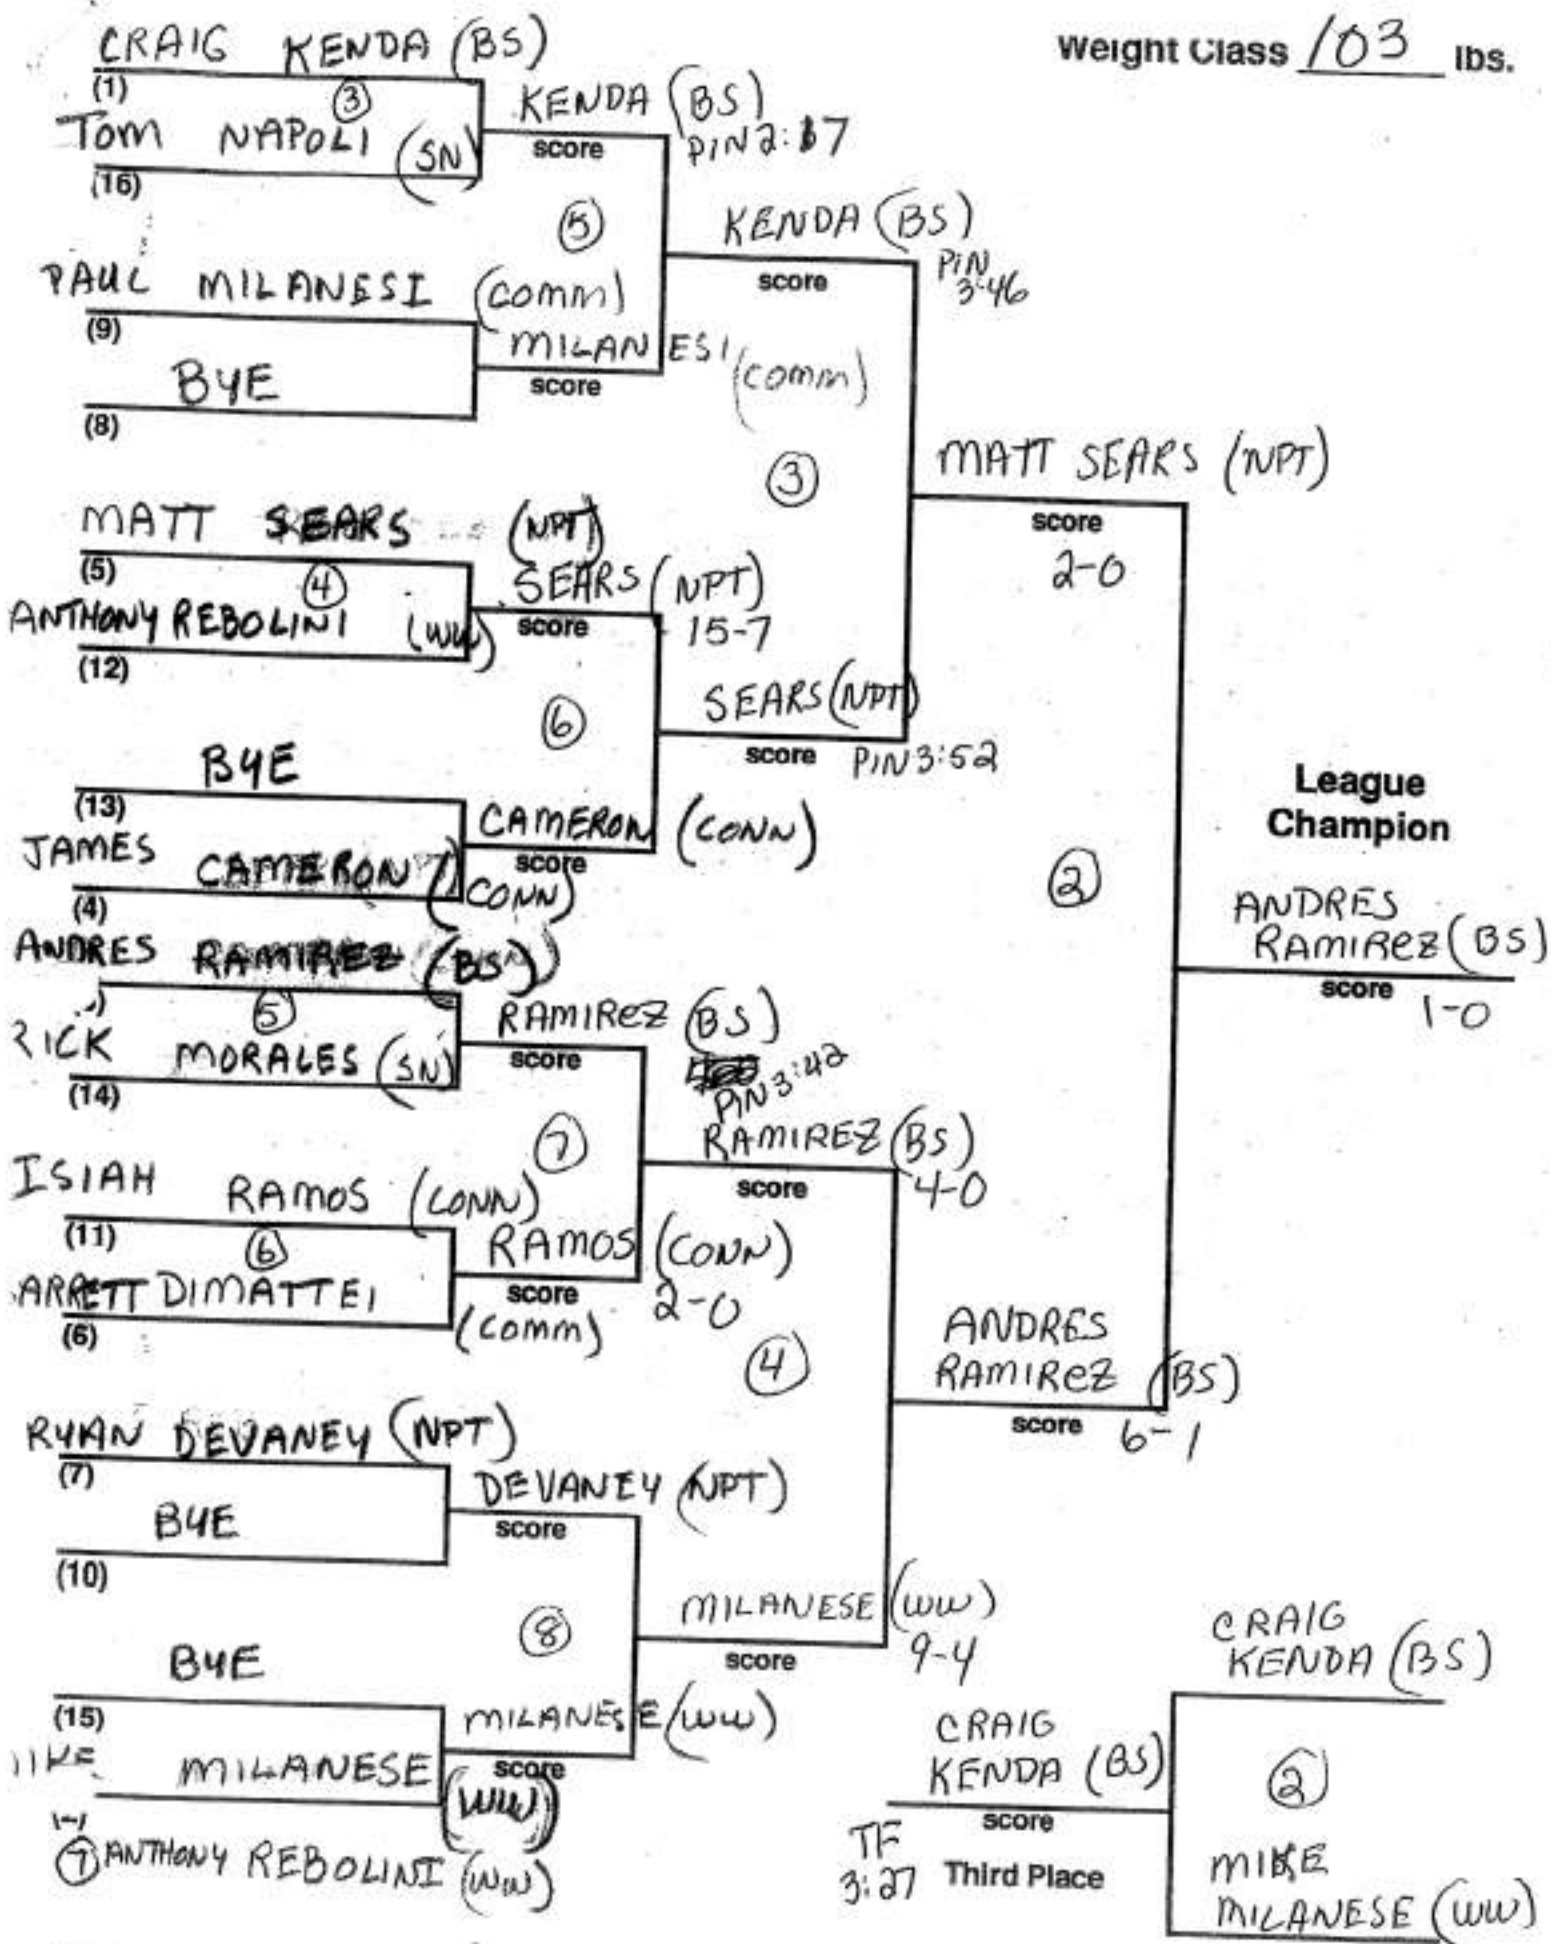 Weight Class 103 lbs.
CRAIG KENDA (BS)
(1)
③
TOM NAPOLI (SN)
(16)
KENDA (BS)
score
PIN 2:17
⑤
PAUL MILANESI (COMM)
(9)
BYE
(8)
MILANESI (COMM)
score
KENDA (BS)
score
PIN 3:46
③
MATT SEARS (NPT)
(5)
④
ANTHONY REBOLINI (WW)
(12)
SEARS (NPT)
score
15-7
⑥
BYE
(13)
JAMES CAMERON (CONN)
(4)
CAMERON (CONN)
score
SEARS (NPT)
score
PIN 3:52
MATT SEARS (NPT)
score
2-0
②
League
Champion
ANDRES
RAMIREZ (BS)
score
1-0
ANDRES RAMIREZ (BS)
⑤
RICK MORALES (SN)
(14)
RAMIREZ (BS)
score
PIN 3:42
⑦
ISIAH RAMOS (CONN)
(11)
⑥
ARRETT DIMATTEI (COMM)
(6)
RAMOS (CONN)
score
2-0
RAMIREZ (BS)
score
4-0
④
RYAN DEVANEY (NPT)
(7)
BYE
(10)
DEVANEY (NPT)
score
⑧
BYE
(15)
MILANESE (WW)
MILANESE (WW)
score
MILANESE (WW)
score
9-4
ANDRES
RAMIREZ (BS)
score
6-1
⑦ ANTHONY REBOLINI (WW)
CRAIG
KENDA (BS)
②
MIKE
MILANESE (WW)
CRAIG
KENDA (BS)
score
TF
3:27
Third Place